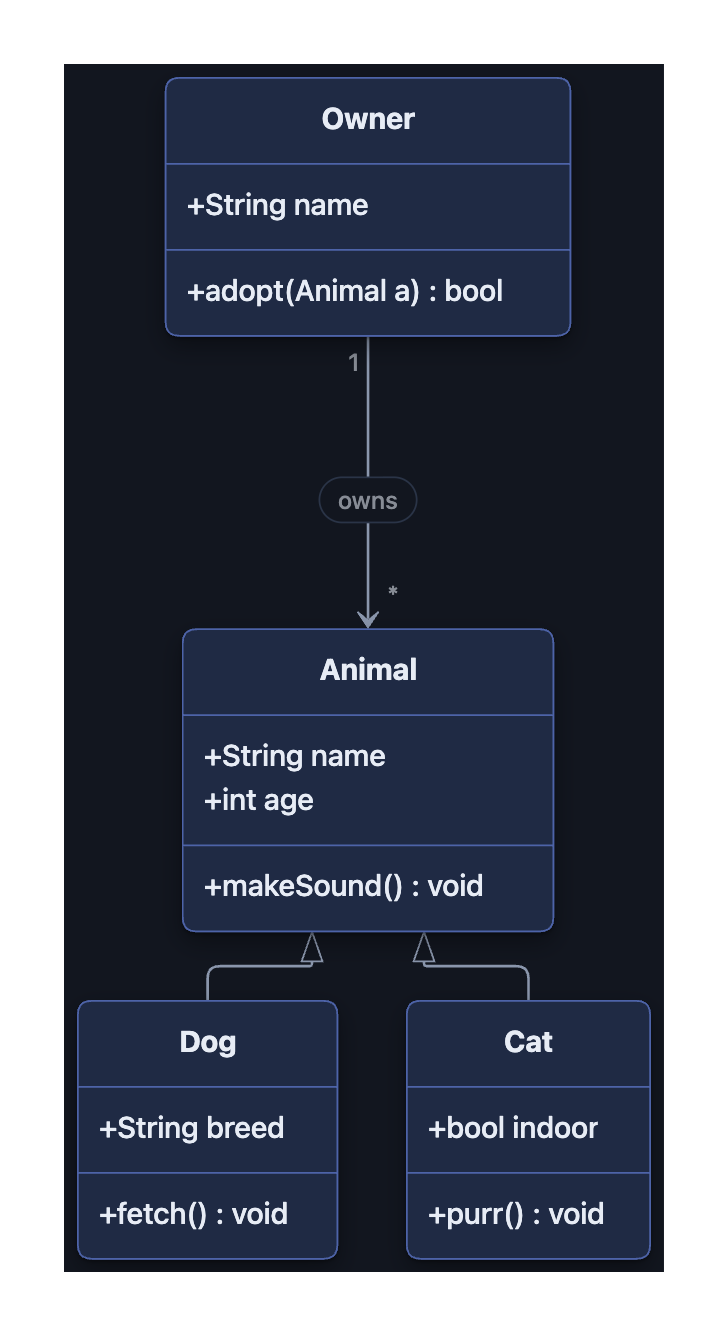 Owner
+String name
+adopt(Animal a) : bool
1
owns
*
Animal
+String name
+int age
+makeSound() : void
Dog
+String breed
+fetch() : void
Cat
+bool indoor
+purr() : void